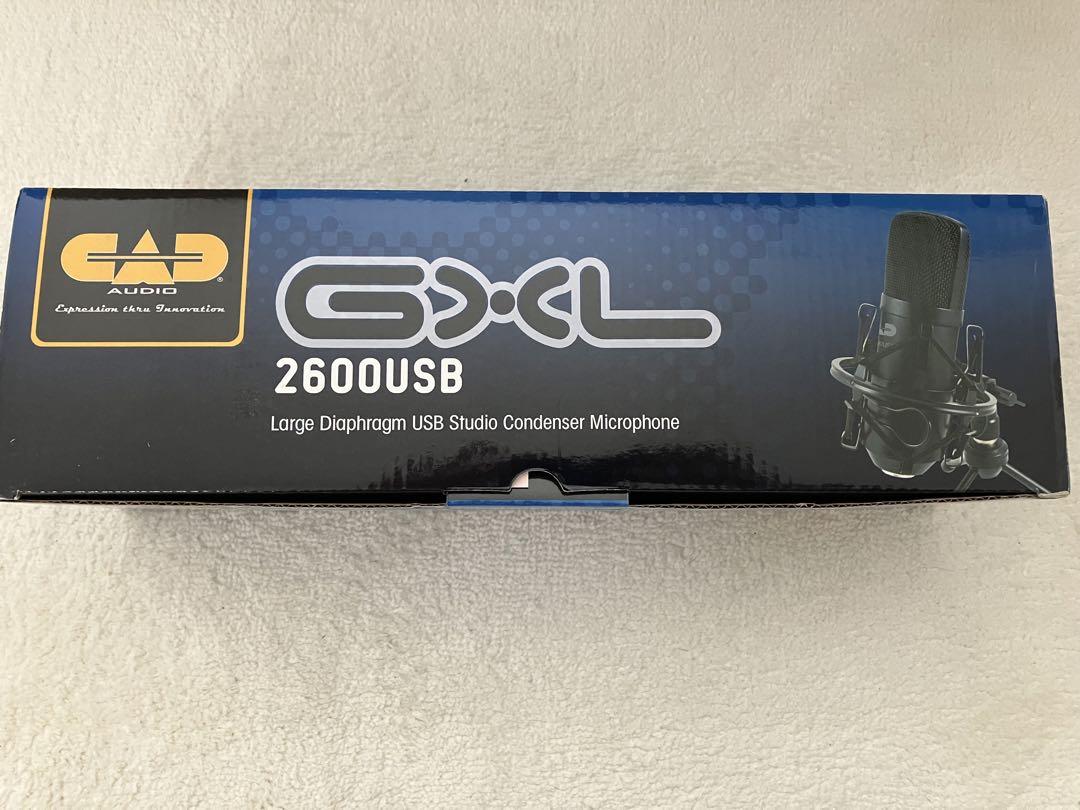 CAD®
AUDIO
Expression thru Innovation
GXL
2600USB
Large Diaphragm USB Studio Condenser Microphone